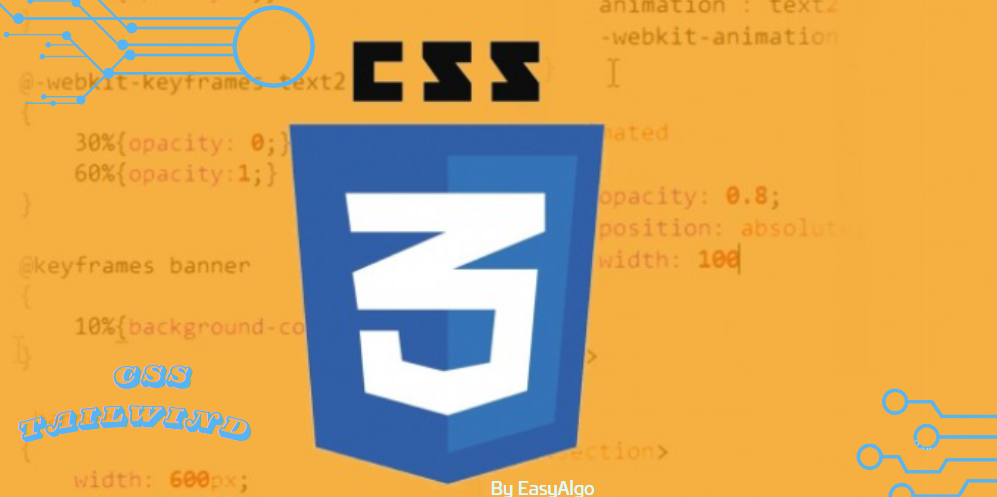 animation : text2
-webkit-animation
CSS
@-webkit-keyframes text2
{
30%{opacity: 0;}
60%{opacity:1;}
}
opacity: 0.8;
position: absolute;
width: 100
@keyframes banner
{
10%{background-co
}
3
>
CSS
TAILWIND
{
width: 600px;
section>
By EasyAlgo